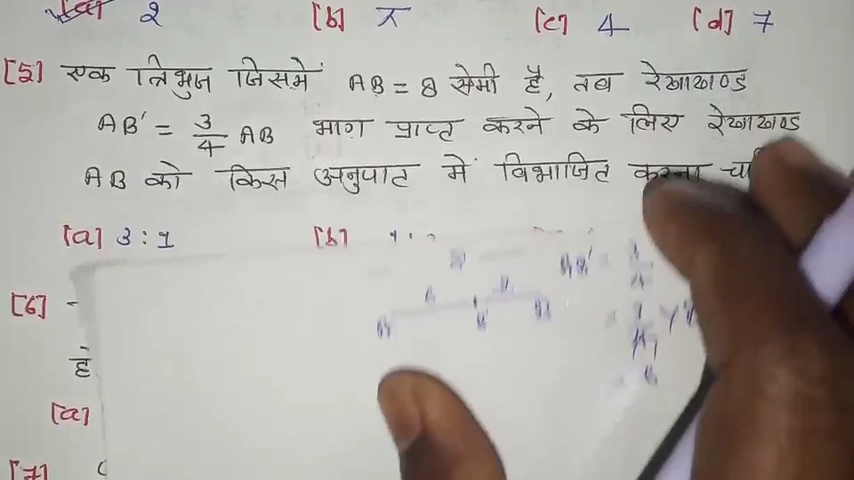 [a] 2 [b] [c] 4 [d] 7
[5] एक त्रिभुज जिसमें AB = 8 सेमी है, तब रेखाखण्ड
AB' = 3/4 AB भाग प्राप्त करने के लिए रेखाखण्ड
AB को किस अनुपात में विभाजित करना
[a] 3 : 1 [b]
[6]
है
[a]
[7]